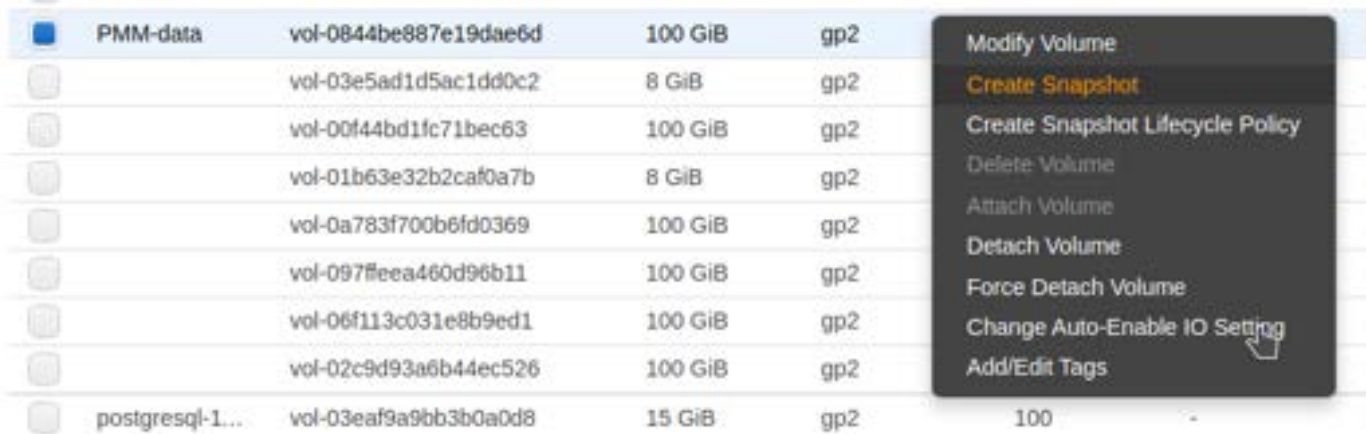 PMM-data vol-0844be887e19dae6d 100 GiB gp2
vol-03e5ad1d5ac1dd0c2 8 GiB gp2
vol-00f44bd1fc71bec63 100 GiB gp2
vol-01b63e32b2caf0a7b 8 GiB gp2
vol-0a783f700b6fd0369 100 GiB gp2
vol-097ffeea460d96b11 100 GiB gp2
vol-06f113c031e8b9ed1 100 GiB gp2
vol-02c9d93a6b44ec526 100 GiB gp2
postgresql-1... vol-03eaf9a9bb3b0a0d8 15 GiB gp2 100 -
Modify Volume
Create Snapshot
Create Snapshot Lifecycle Policy
Delete Volume
Attach Volume
Detach Volume
Force Detach Volume
Change Auto-Enable IO Setting
Add/Edit Tags